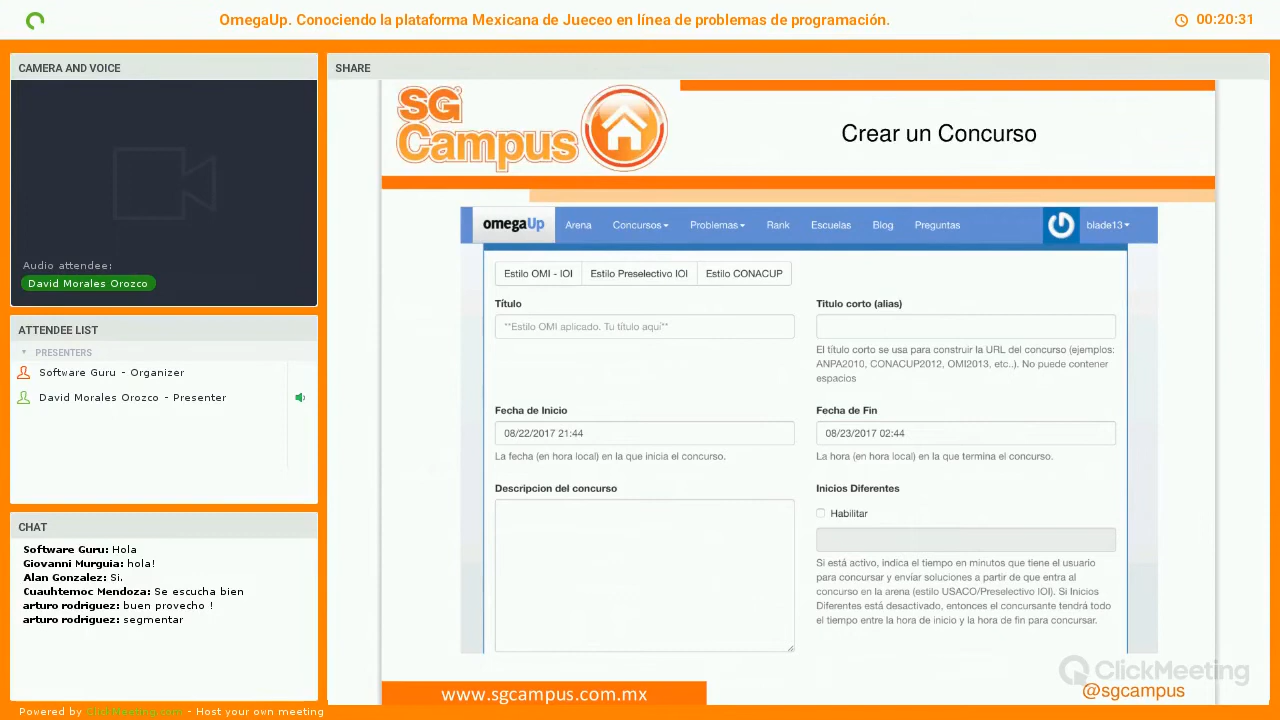 OmegaUp. Conociendo la plataforma Mexicana de Jueceo en línea de problemas de programación.
00:20:31
CAMERA AND VOICE
Audio attendee:
David Morales Orozco
ATTENDEE LIST
PRESENTERS
Software Guru - Organizer
David Morales Orozco - Presenter
CHAT
Software Guru: Hola
Giovanni Murguia: hola!
Alan Gonzalez: Si.
Cuauhtemoc Mendoza: Se escucha bien
arturo rodriguez: buen provecho !
arturo rodriguez: segmentar
Powered by ClickMeeting.com - Host your own meeting
SHARE
SG
Campus
Crear un Concurso
omegaUp Arena Concursos Problemas Rank Escuelas Blog Preguntas blade13
Estilo OMI - IOI Estilo Preselectivo IOI Estilo CONACUP
Título
**Estilo OMI aplicado. Tu título aquí**
Titulo corto (alias)
El título corto se usa para construir la URL del concurso (ejemplos:
ANPA2010, CONACUP2012, OMI2013, etc..). No puede contener
espacios
Fecha de Inicio
08/22/2017 21:44
La fecha (en hora local) en la que inicia el concurso.
Fecha de Fin
08/23/2017 02:44
La hora (en hora local) en la que termina el concurso.
Descripcion del concurso
Inicios Diferentes
Habilitar
Si está activo, indica el tiempo en minutos que tiene el usuario
para concursar y envíar soluciones a partir de que entra al
concurso en la arena (estilo USACO/Preselectivo IOI). Si Inicios
Diferentes está desactivado, entonces el concursante tendrá todo
el tiempo entre la hora de inicio y la hora de fin para concursar.
ClickMeeting
www.sgcampus.com.mx
@sgcampus